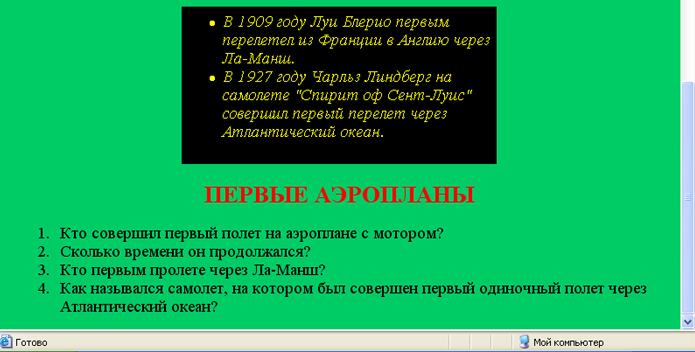 • В 1909 году Луи Блерио первым
перелетел из Франции в Англию через
Ла-Манш.
• В 1927 году Чарльз Линдберг на
самолете "Спирит оф Сент-Луис"
совершил первый перелет через
Атлантический океан.
ПЕРВЫЕ АЭРОПЛАНЫ
1. Кто совершил первый полет на аэроплане с мотором?
2. Сколько времени он продолжался?
3. Кто первым пролете через Ла-Манш?
4. Как назывался самолет, на котором был совершен первый одиночный полет через
Атлантический океан?
Готово
Мой компьютер